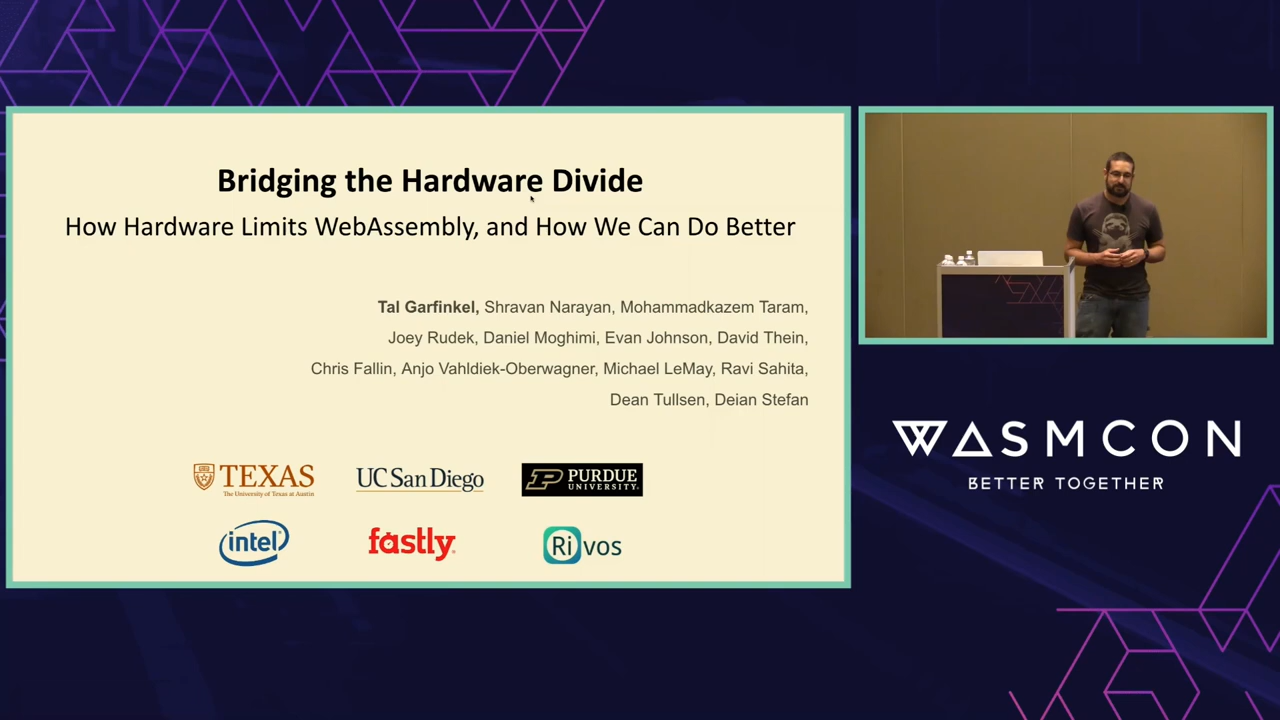 Bridging the Hardware Divide
How Hardware Limits WebAssembly, and How We Can Do Better
Tal Garfinkel, Shravan Narayan, Mohammadkazem Taram,
Joey Rudek, Daniel Moghimi, Evan Johnson, David Thein,
Chris Fallin, Anjo Vahldiek-Oberwagner, Michael LeMay, Ravi Sahita,
Dean Tullsen, Deian Stefan
TEXAS
The University of Texas at Austin
UC San Diego
PURDUE
UNIVERSITY.
intel
fastly
Rivos
WASMCON
BETTER TOGETHER